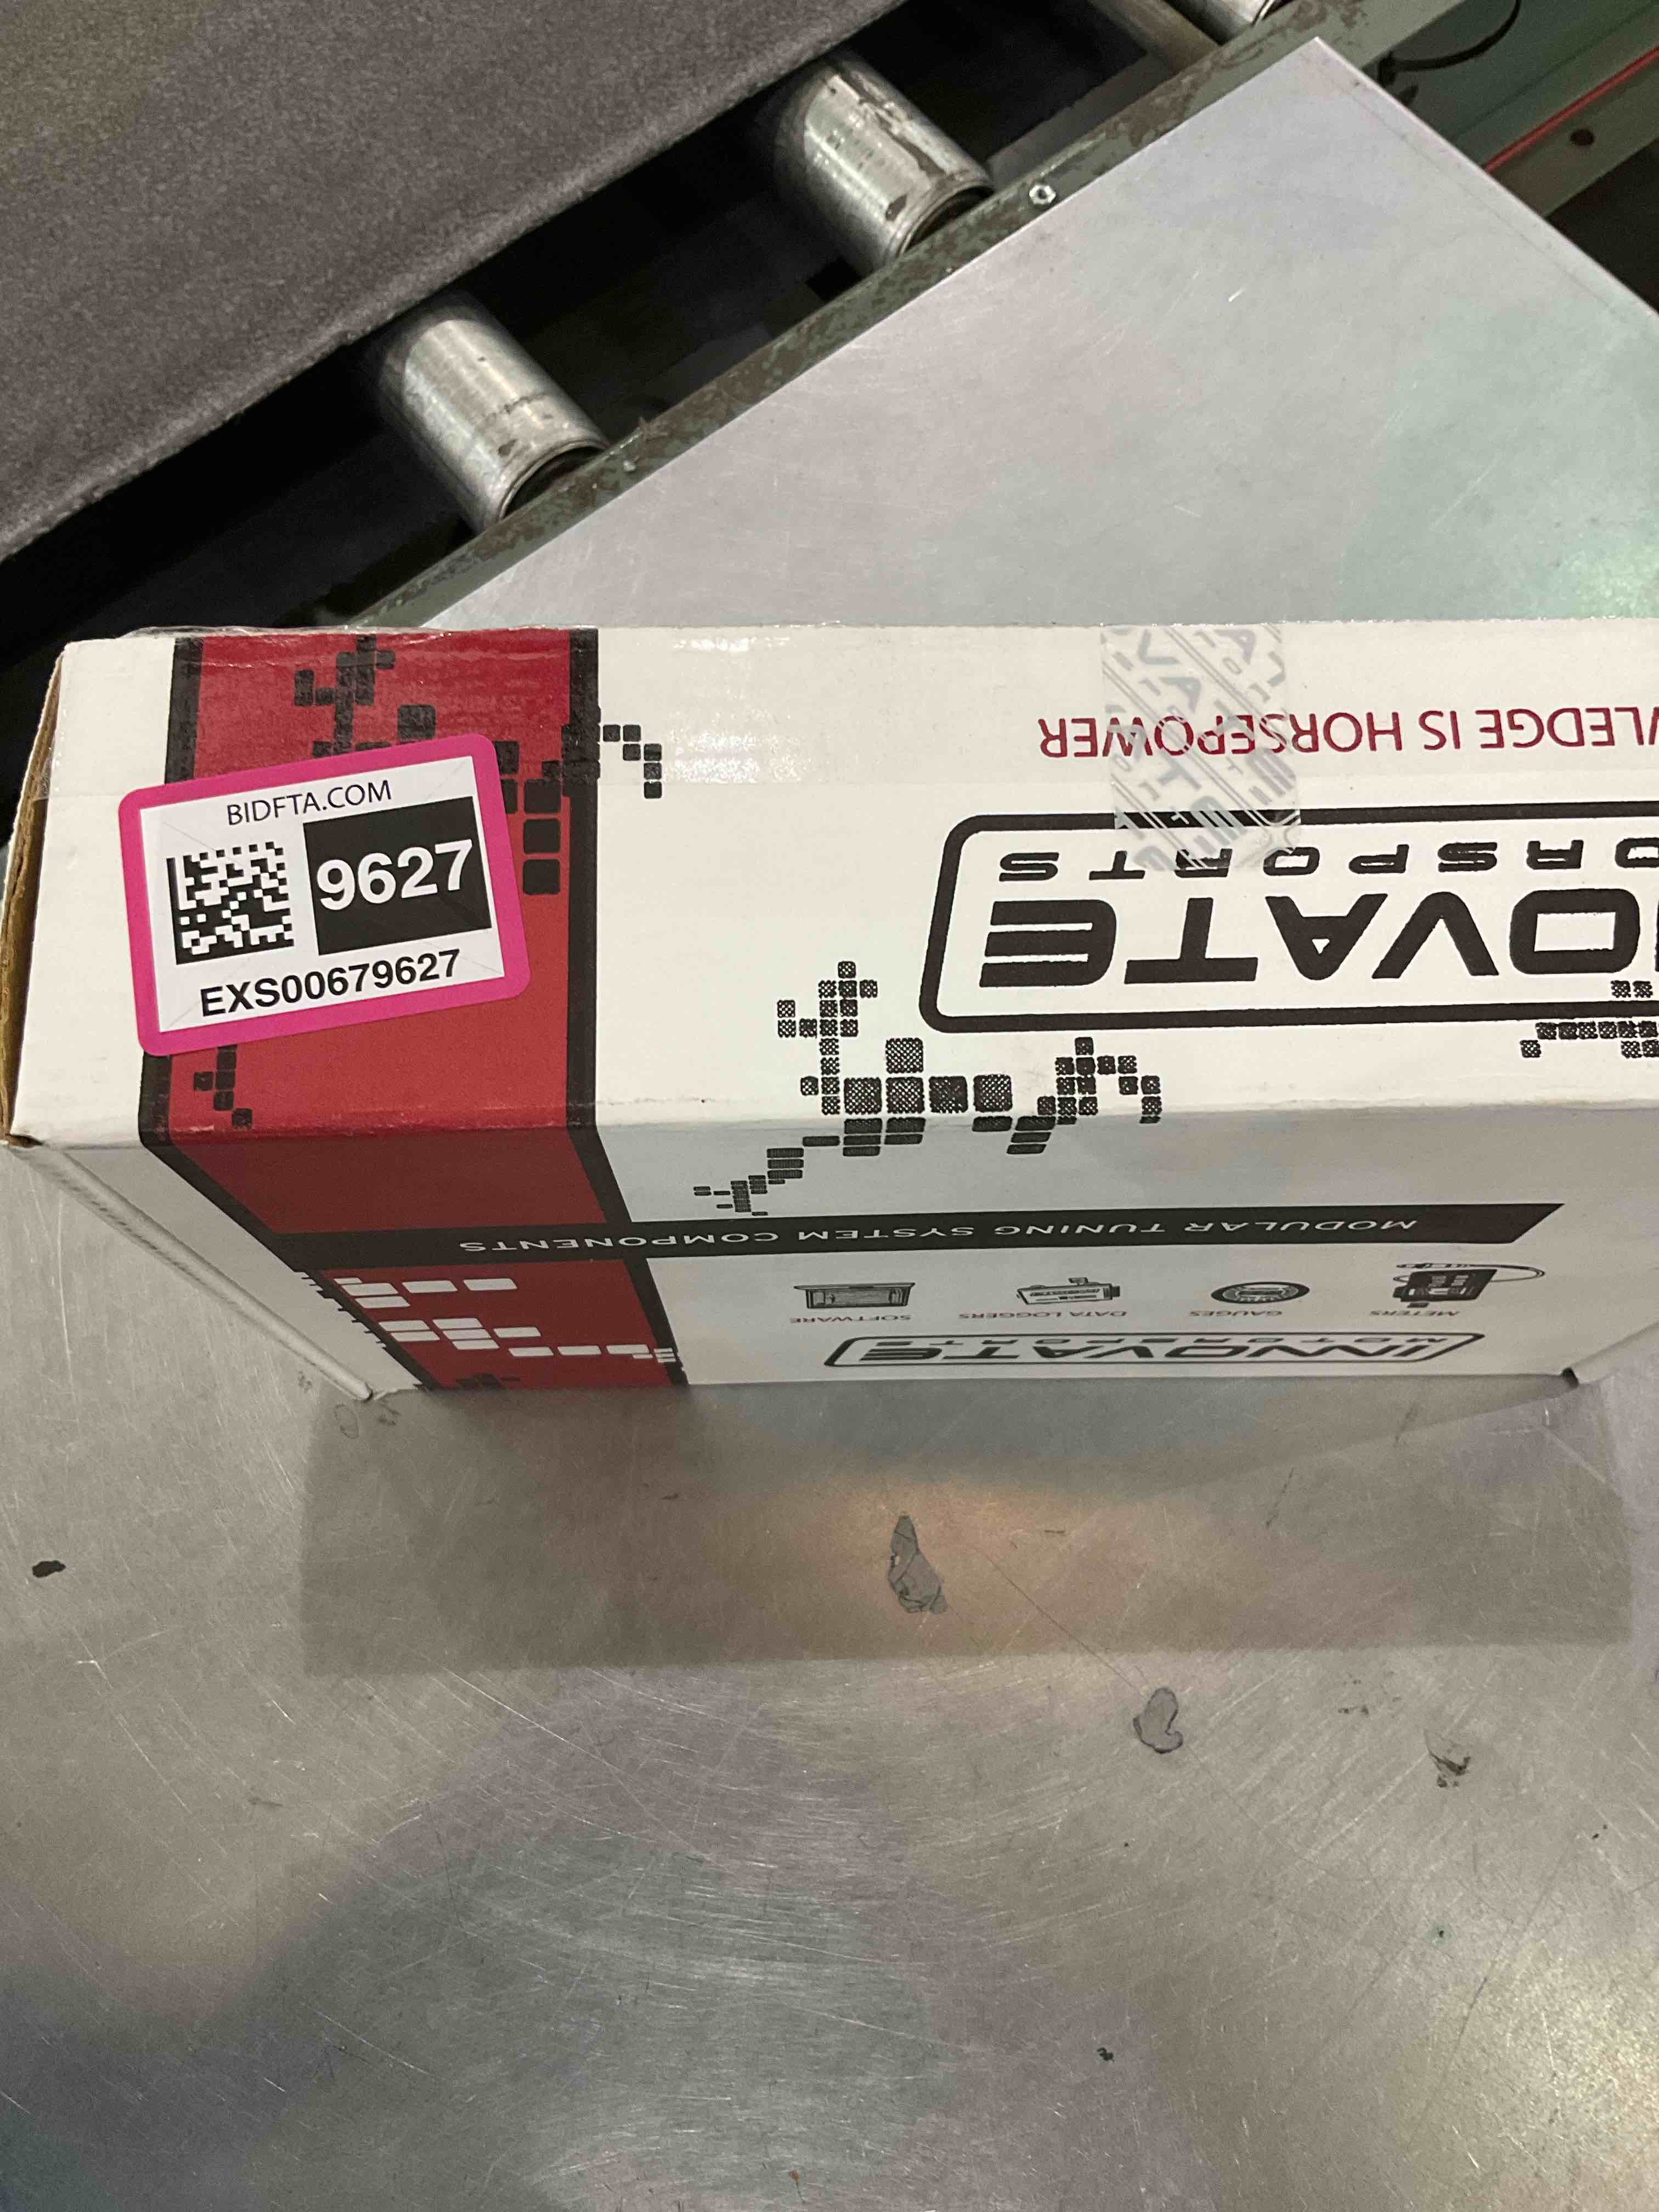 BIDFTA.COM
9627
EXS00679627
LEDGE IS HORSEPOWER
OVATE
ORSPORTS
MODULAR TUNING SYSTEM COMPONENTS
METERS
GAUGES
DATA LOGGERS
SOFTWARE
INNOVATE
MOTORSPORTS